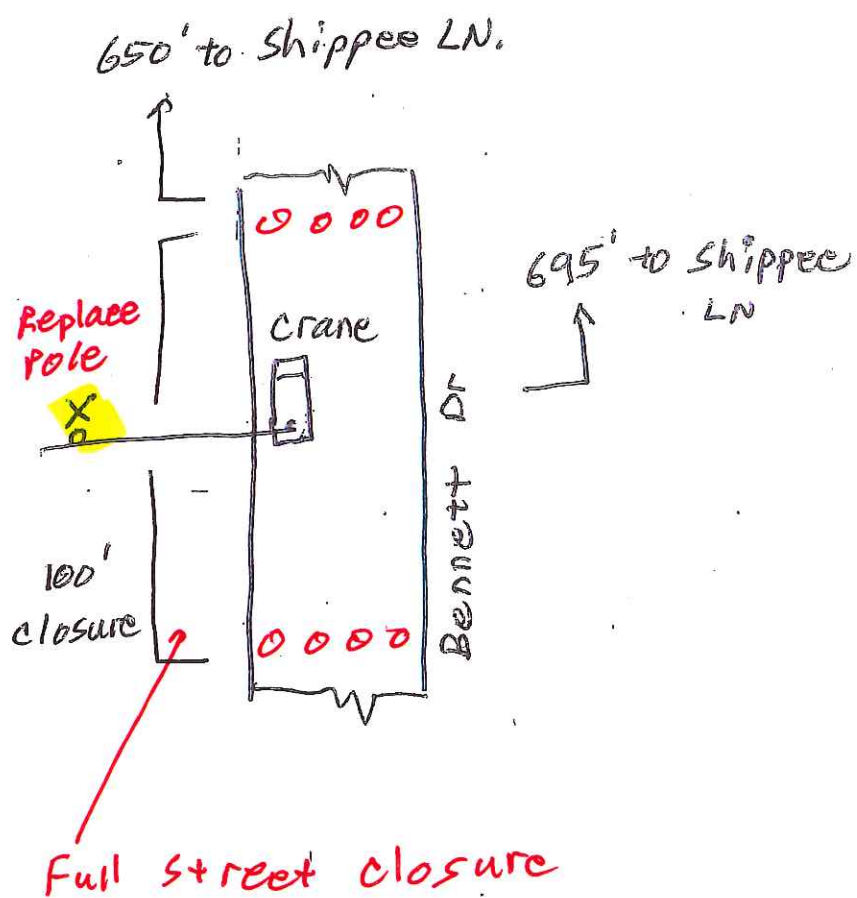 650' to Shippee LN.
695' to Shippee
LN
Replace
Pole
crane
X
Bennett Dr
100'
closure
Full street closure